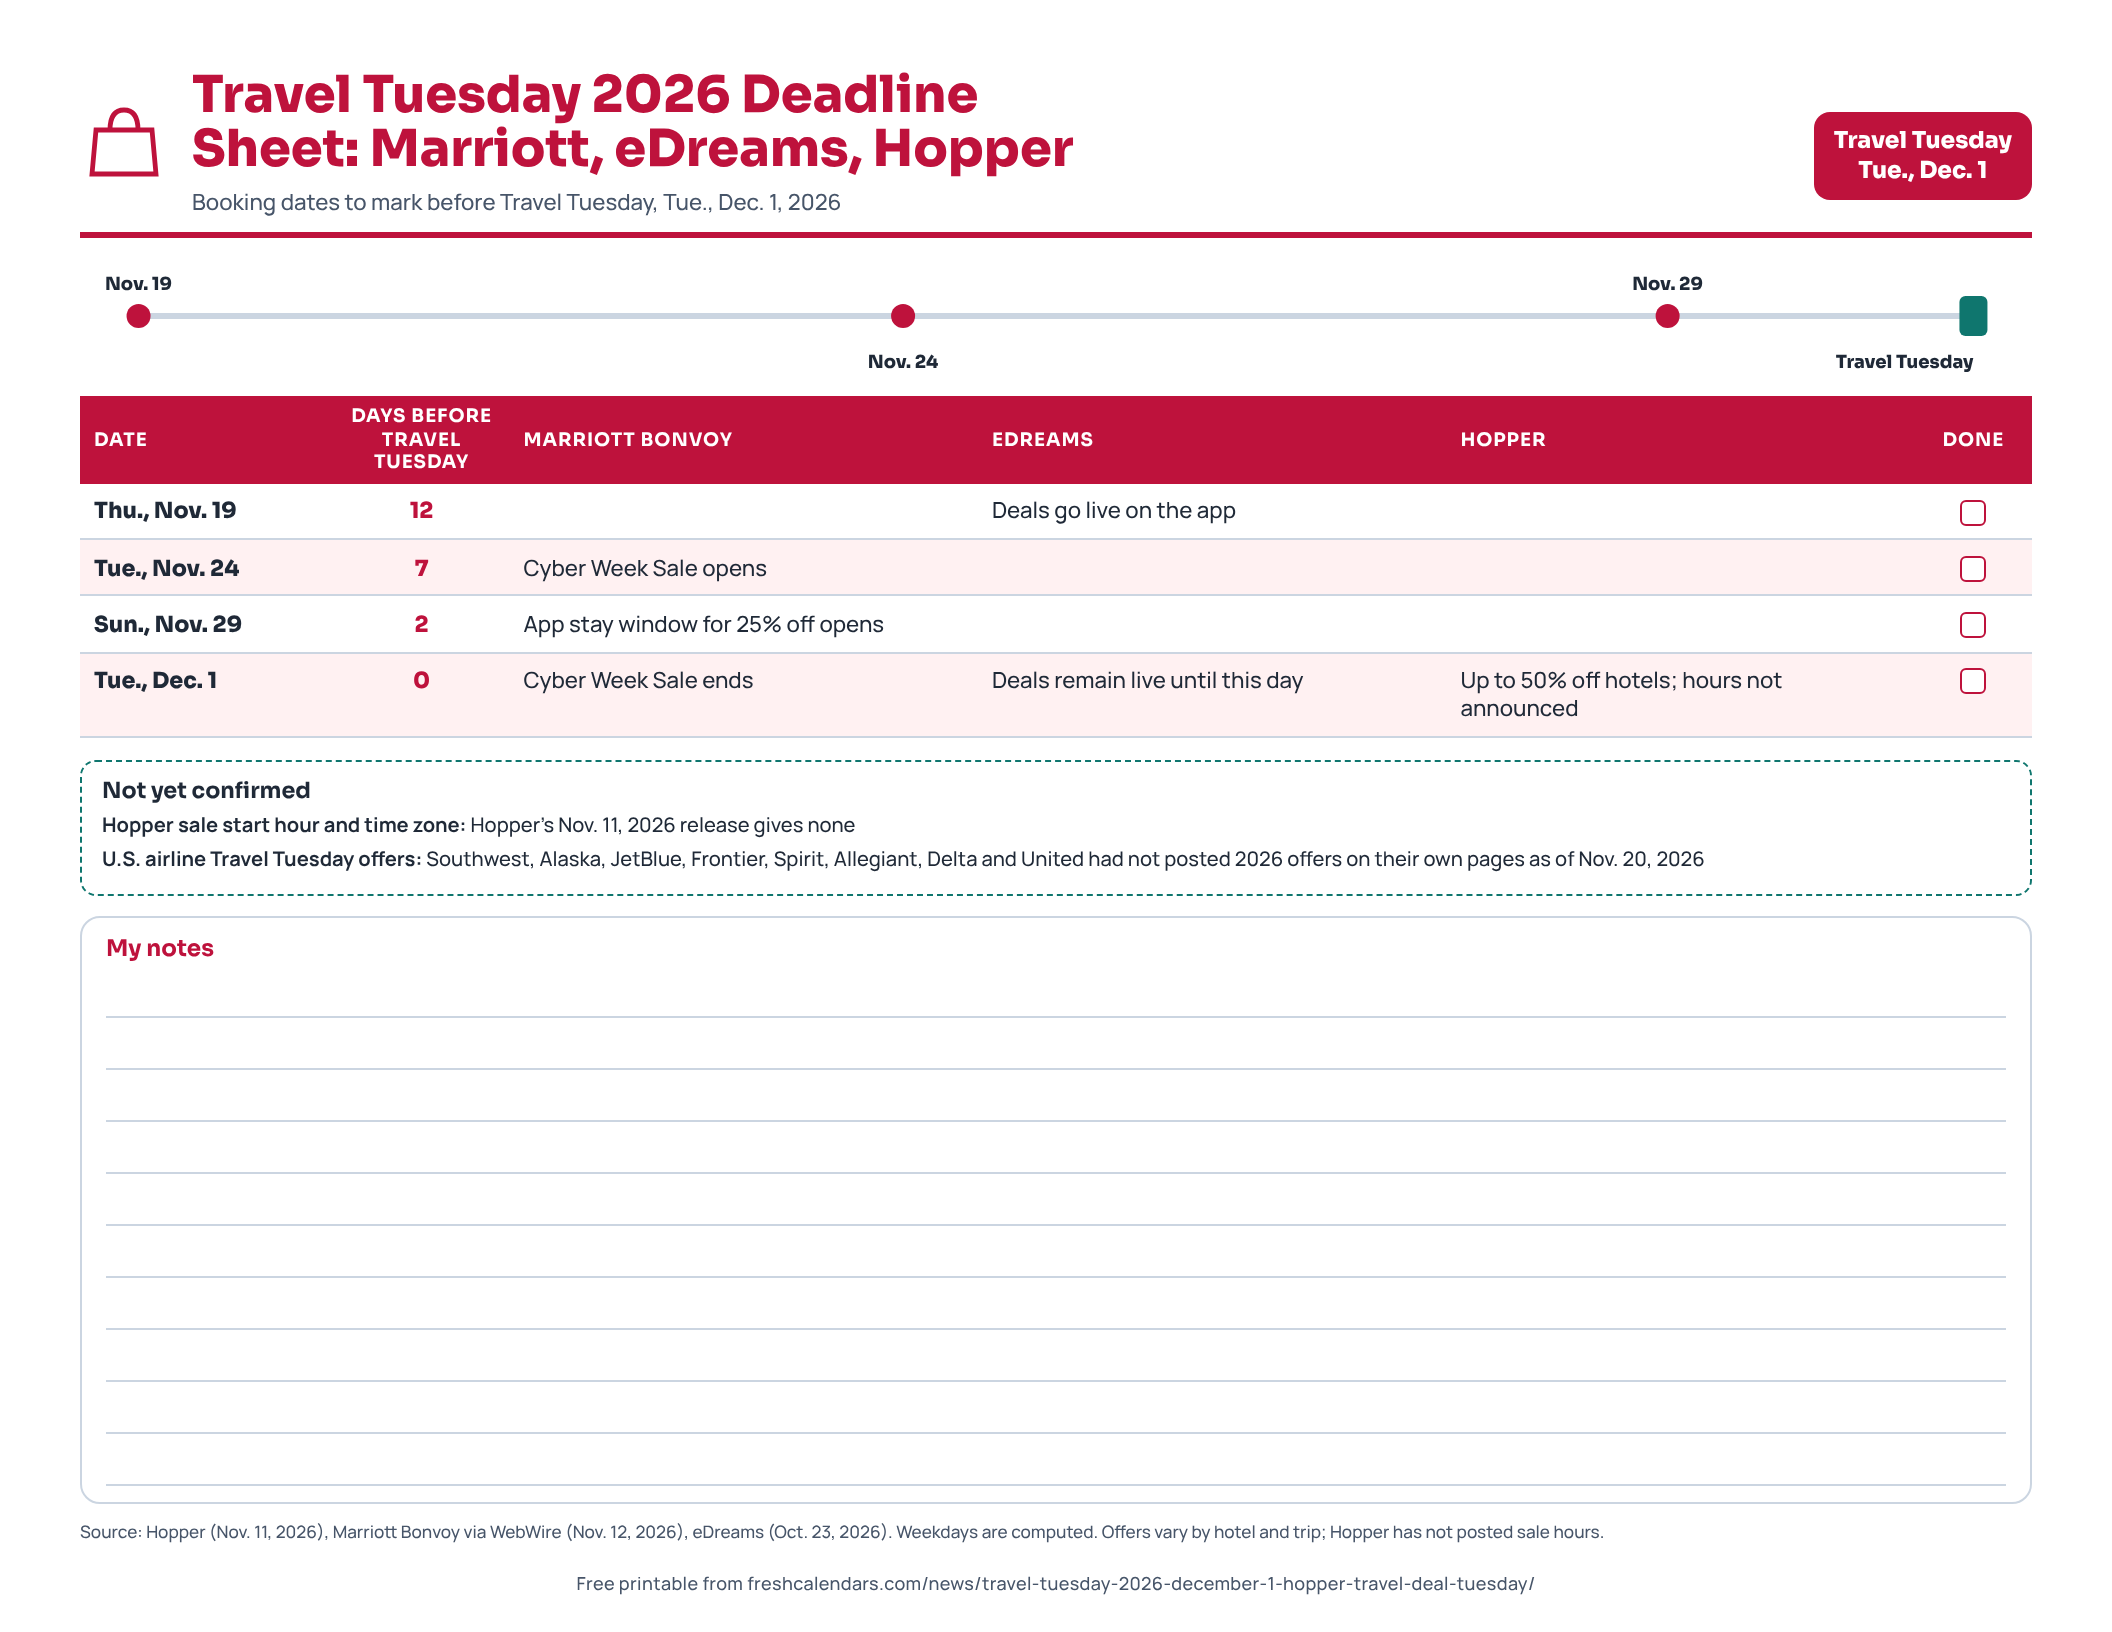 Travel Tuesday 2026 Deadline
Sheet: Marriott, eDreams, Hopper
Booking dates to mark before Travel Tuesday, Tue., Dec. 1, 2026
Travel Tuesday
Tue., Dec. 1
Nov. 19
Nov. 29
Nov. 24
Travel Tuesday
DATE
DAYS BEFORE
TRAVEL
TUESDAY
MARRIOTT BONVOY
EDREAMS
HOPPER
DONE
Thu., Nov. 19 12 Deals go live on the app
Tue., Nov. 24 7 Cyber Week Sale opens
Sun., Nov. 29 2 App stay window for 25% off opens
Tue., Dec. 1 0 Cyber Week Sale ends Deals remain live until this day Up to 50% off hotels; hours not
announced
Not yet confirmed
Hopper sale start hour and time zone: Hopper's Nov. 11, 2026 release gives none
U.S. airline Travel Tuesday offers: Southwest, Alaska, JetBlue, Frontier, Spirit, Allegiant, Delta and United had not posted 2026 offers on their own pages as of Nov. 20, 2026
My notes
Source: Hopper (Nov. 11, 2026), Marriott Bonvoy via WebWire (Nov. 12, 2026), eDreams (Oct. 23, 2026). Weekdays are computed. Offers vary by hotel and trip; Hopper has not posted sale hours.
Free printable from freshcalendars.com/news/travel-tuesday-2026-december-1-hopper-travel-deal-tuesday/